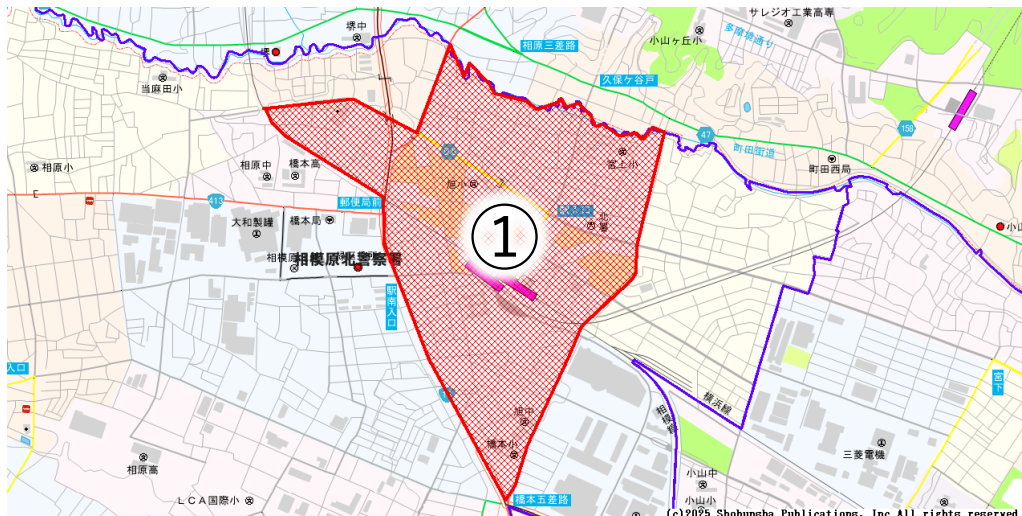 サレジオ工業高専
堺中
相原三差路
小山ヶ丘小
多摩境通り
堺
当麻田小
久保ケ谷戸
158
47
町田街道
相原小
相原中
橋本高
宮上小
町田西局
旭小
E
413
郵便局前
大和製罐
橋本局
北署
①
相模原北警察署
駅南入口
入口
横浜線
相模線
宮下
旭中
橋本小
三菱電機
相原高
小山中
LCA国際小
橋本五差路
小山小
(c)2025 Shobunsha Publications, Inc All rights reserved